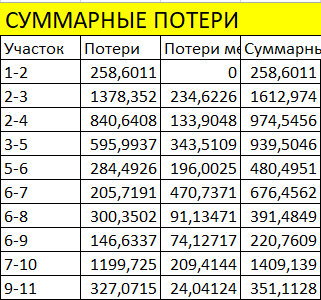 СУММАРНЫЕ ПОТЕРИ
Участок Потери Потери ме Суммарны
1-2 258,6011 0 258,6011
2-3 1378,352 234,6226 1612,974
2-4 840,6408 133,9048 974,5456
3-5 595,9937 343,5109 939,5046
5-6 284,4926 196,0025 480,4951
6-7 205,7191 470,7371 676,4562
6-8 300,3502 91,13471 391,4849
6-9 146,6337 74,12717 220,7609
7-10 1199,725 209,4144 1409,139
9-11 327,0715 24,04124 351,1128